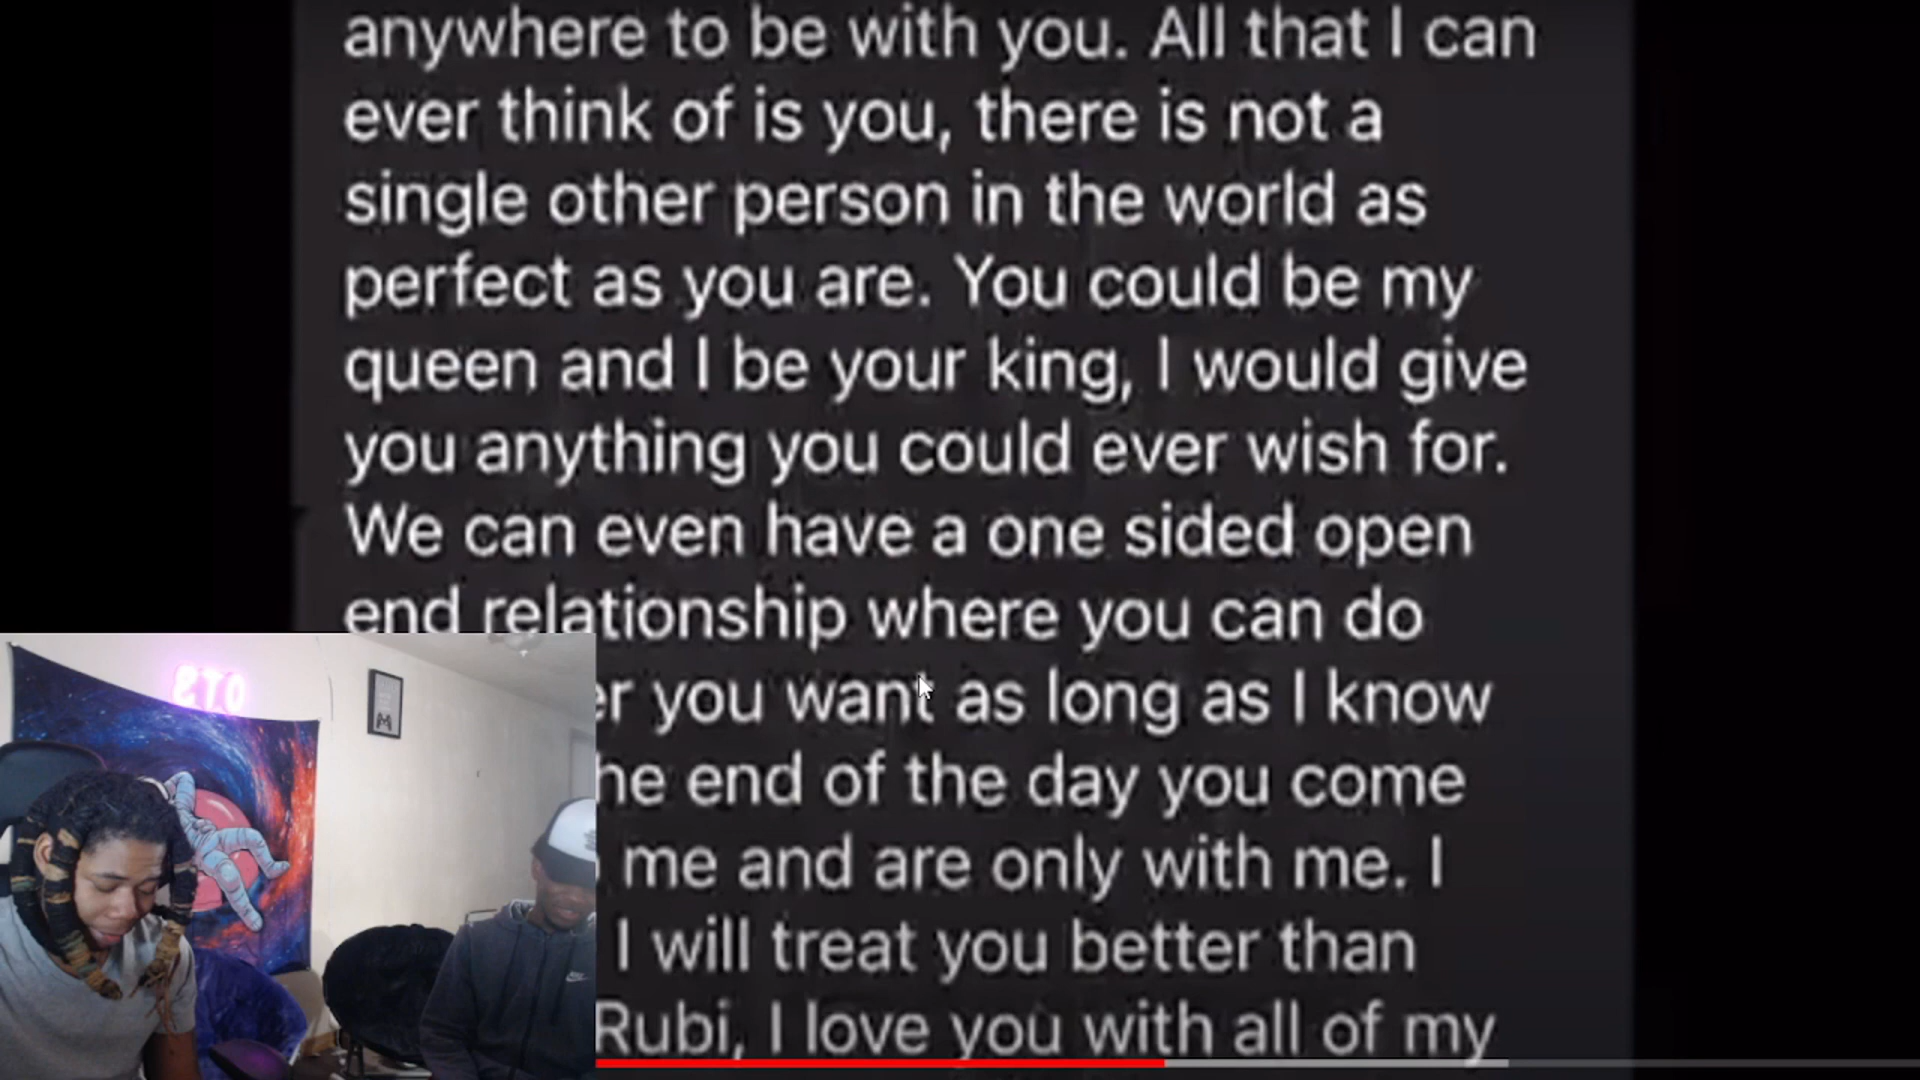 anywhere to be with you. All that I can
ever think of is you, there is not a
single other person in the world as
perfect as you are. You could be my
queen and I be your king, I would give
you anything you could ever wish for.
We can even have a one sided open
end relationship where you can do
er you want as long as I know
he end of the day you come
me and are only with me. I
I will treat you better than
Rubi, I love you with all of my